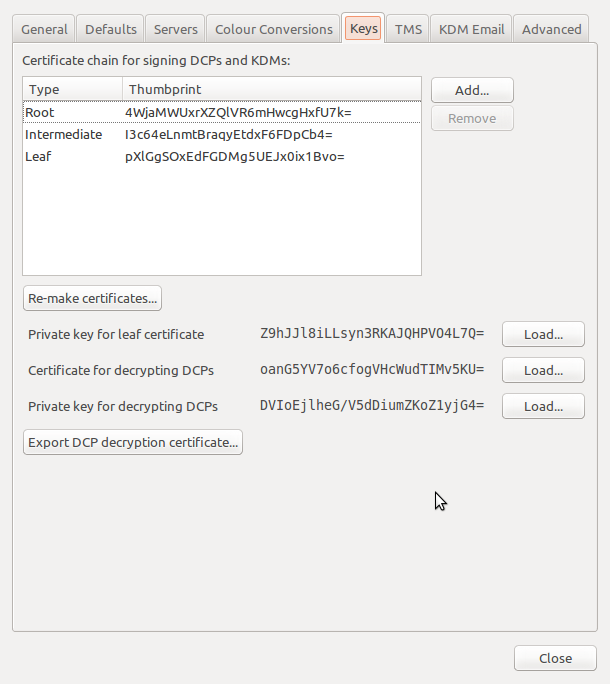 General Defaults Servers Colour Conversions Keys TMS KDM Email Advanced
Certificate chain for signing DCPs and KDMs:
Type Thumbprint Add...
Root 4WjaMWUxrXZQlVR6mHwcgHxfU7k= Remove
Intermediate I3c64eLnmtBraqyEtdxF6FDpCb4=
Leaf pXlGgSOxEdFGDMg5UEJx0ix1Bvo=
Re-make certificates...
Private key for leaf certificate Z9hJJl8iLLsyn3RKAJQHPVO4L7Q= Load...
Certificate for decrypting DCPs oanG5YV7o6cfogVHcWudTIMv5KU= Load...
Private key for decrypting DCPs DVIoEjlheG/V5dDiumZKoZ1yjG4= Load...
Export DCP decryption certificate...
Close